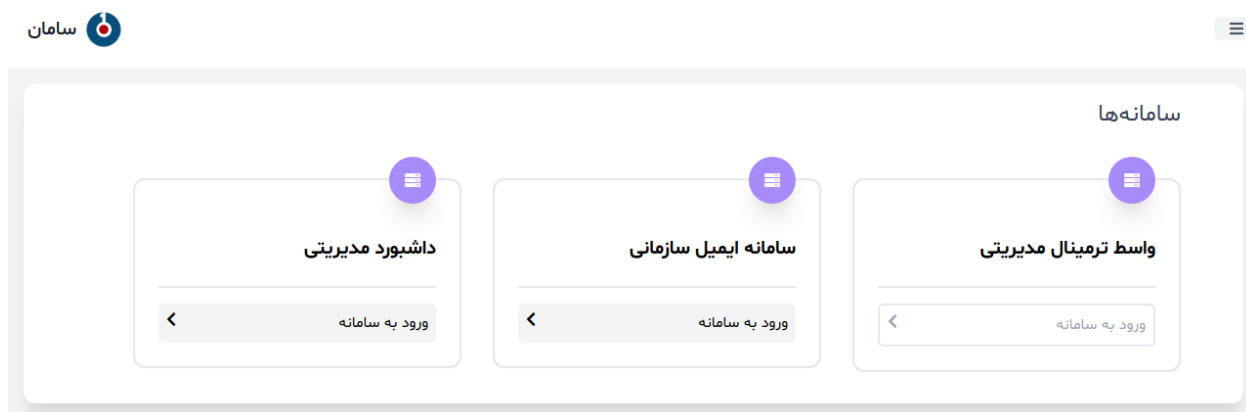 سامان
سامانه‌ها
واسط ترمینال مدیریتی
ورود به سامانه
سامانه ایمیل سازمانی
ورود به سامانه
داشبورد مدیریتی
ورود به سامانه